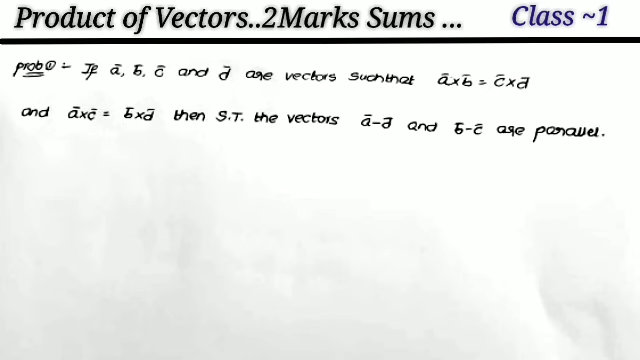 Product of Vectors..2Marks Sums ... Class ~1
prob① :- If a̅, b̅, c̅ and d̅ are vectors such that a̅×b̅ = c̅×d̅
and a̅×c̅ = b̅×d̅ then S.T. the vectors a̅-d̅ and b̅-c̅ are parallel.